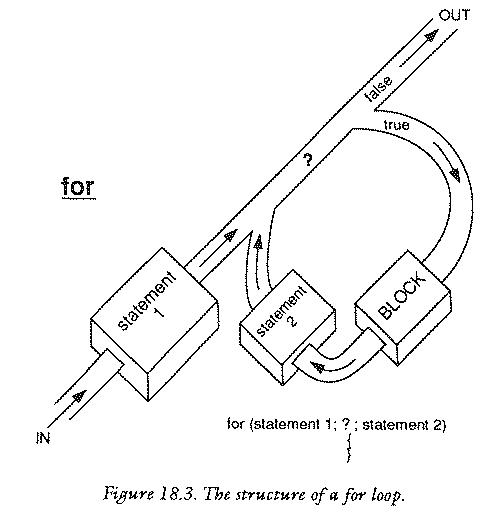 OUT
false
true
?
for
statement
1
statement
2
BLOCK
IN
for (statement 1; ? ; statement 2)
{
}
Figure 18.3. The structure of a for loop.